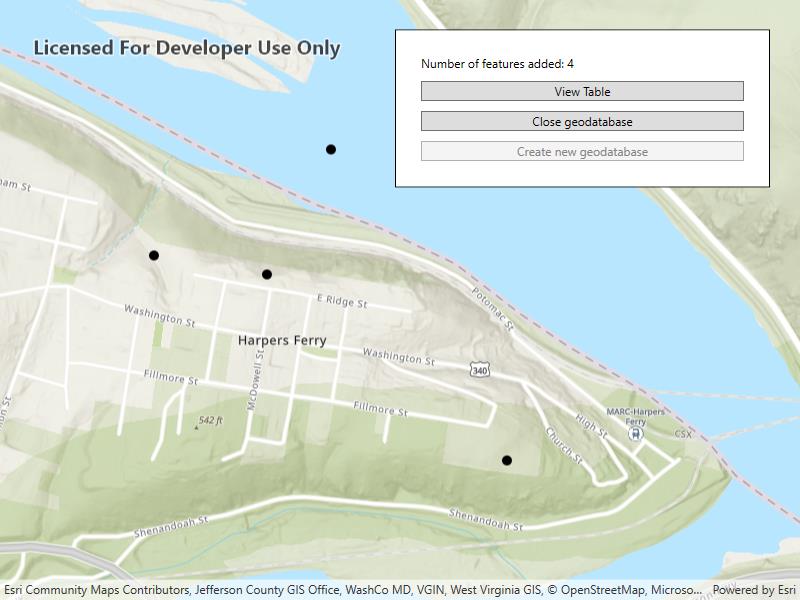 Licensed For Developer Use Only
Number of features added: 4
View Table
Close geodatabase
Create new geodatabase
am St
E Ridge St
Potomac St
Washington St
Harpers Ferry
Washington St
340
Fillmore St
McDowell St
Fillmore St
542 ft
MARC-Harpers
Ferry
CSX
High St
Church St
Shenandoah St
Shenandoah St
Esri Community Maps Contributors, Jefferson County GIS Office, WashCo MD, VGIN, West Virginia GIS, © OpenStreetMap, Microso...
Powered by Esri